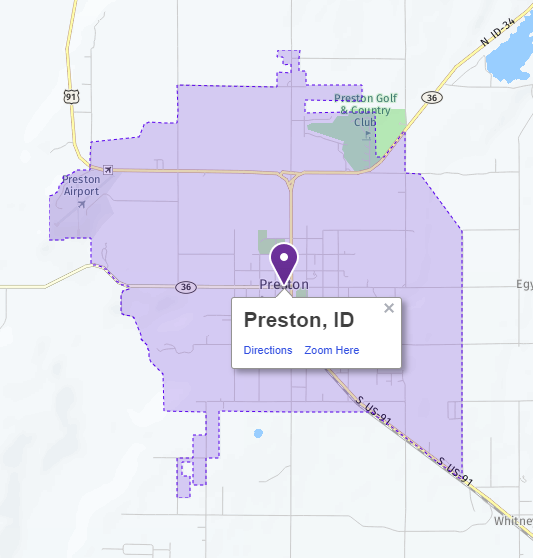 N ID-34
36
91
Preston Golf
& Country
Club
Preston
Airport
36
Preston
Egy
Preston, ID
×
Directions Zoom Here
S US-91
S US-91
Whitne